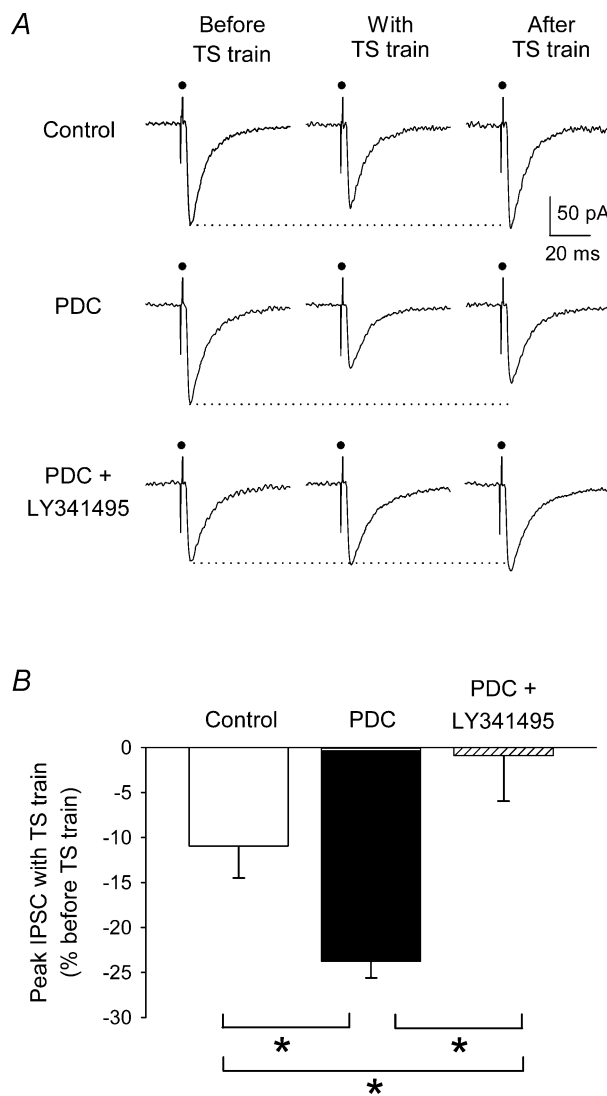 A
Before
TS train
With
TS train
After
TS train
Control
50 pA
20 ms
PDC
PDC +
LY341495
B
Control
PDC
PDC +
LY341495
Peak IPSC with TS train
(% before TS train)
0
-5
-10
-15
-20
-25
-30
*
*
*